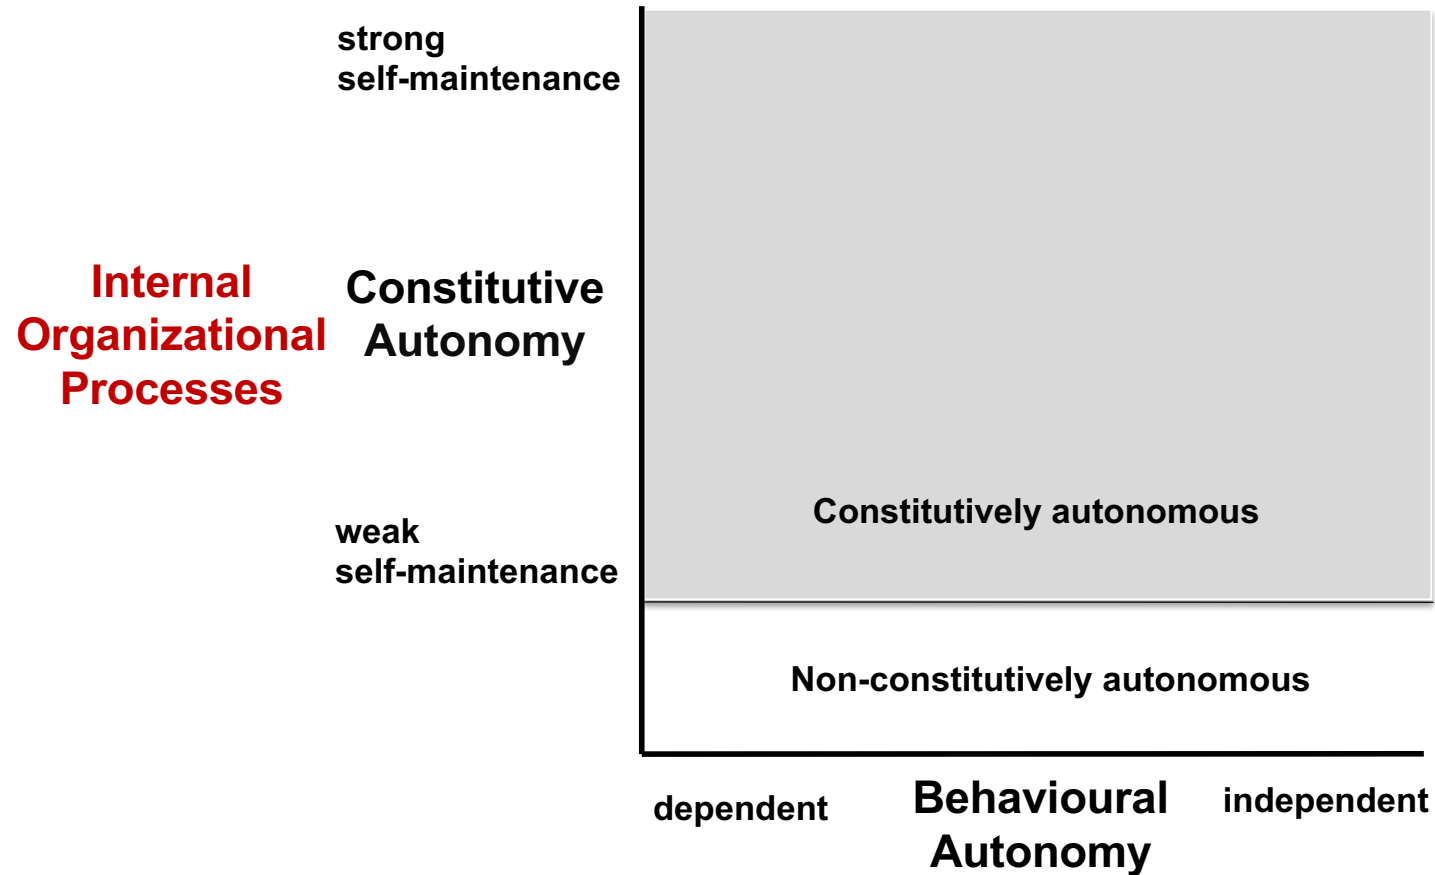 strong
self-maintenance
Internal
Organizational
Processes
Constitutive
Autonomy
weak
self-maintenance
Constitutively autonomous
Non-constitutively autonomous
dependent
Behavioural
Autonomy
independent